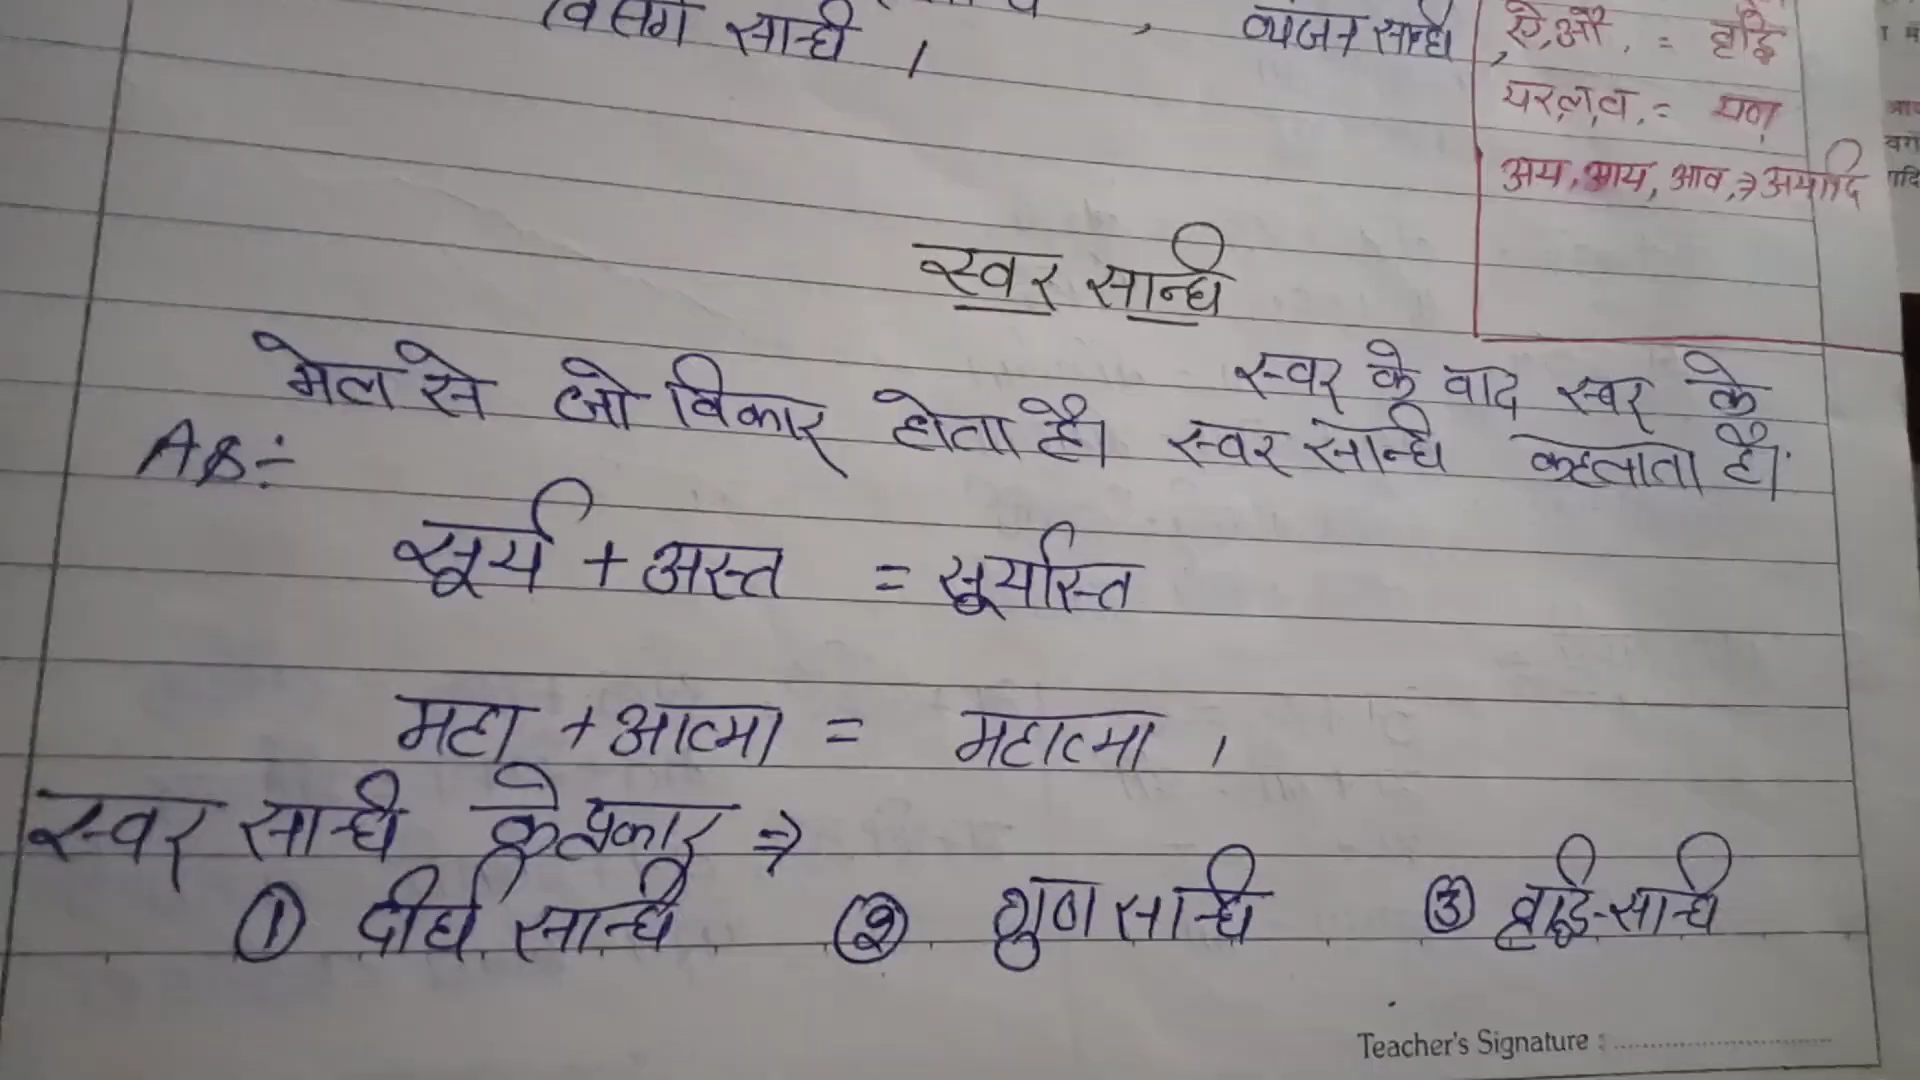 विसर्ग सन्धि ।
, व्यंजन सन्धि,
ऐ, औ, = वृद्धि
य र ल, व, = यण्
अय, आय, आव, ⇒ अयादि
स्वर सन्धि
स्वर के वाद स्वर के
मेल से जो विकार होता है। स्वर सन्धि कहलाता है।
सूर्य + अस्त = सूर्यास्त
महा + आत्मा = महात्मा ।
स्वर सन्धि के प्रकार ⇒
① दीर्घ सन्धि ② गुण सन्धि ③ वृद्धि-सन्धि
Teacher's Signature :